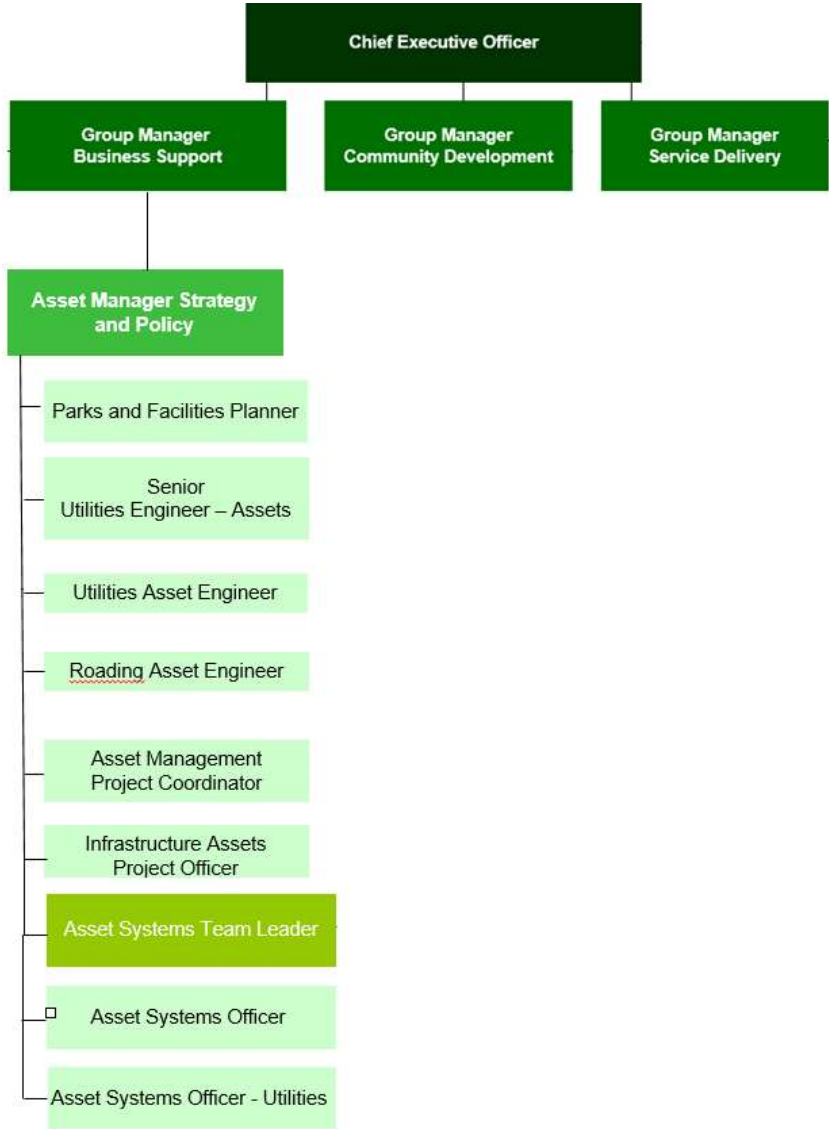 Chief Executive Officer
Group Manager
Business Support
Group Manager
Community Development
Group Manager
Service Delivery
Asset Manager Strategy
and Policy
Parks and Facilities Planner
Senior
Utilities Engineer – Assets
Utilities Asset Engineer
Roading Asset Engineer
Asset Management
Project Coordinator
Infrastructure Assets
Project Officer
Asset Systems Team Leader
Asset Systems Officer
Asset Systems Officer - Utilities